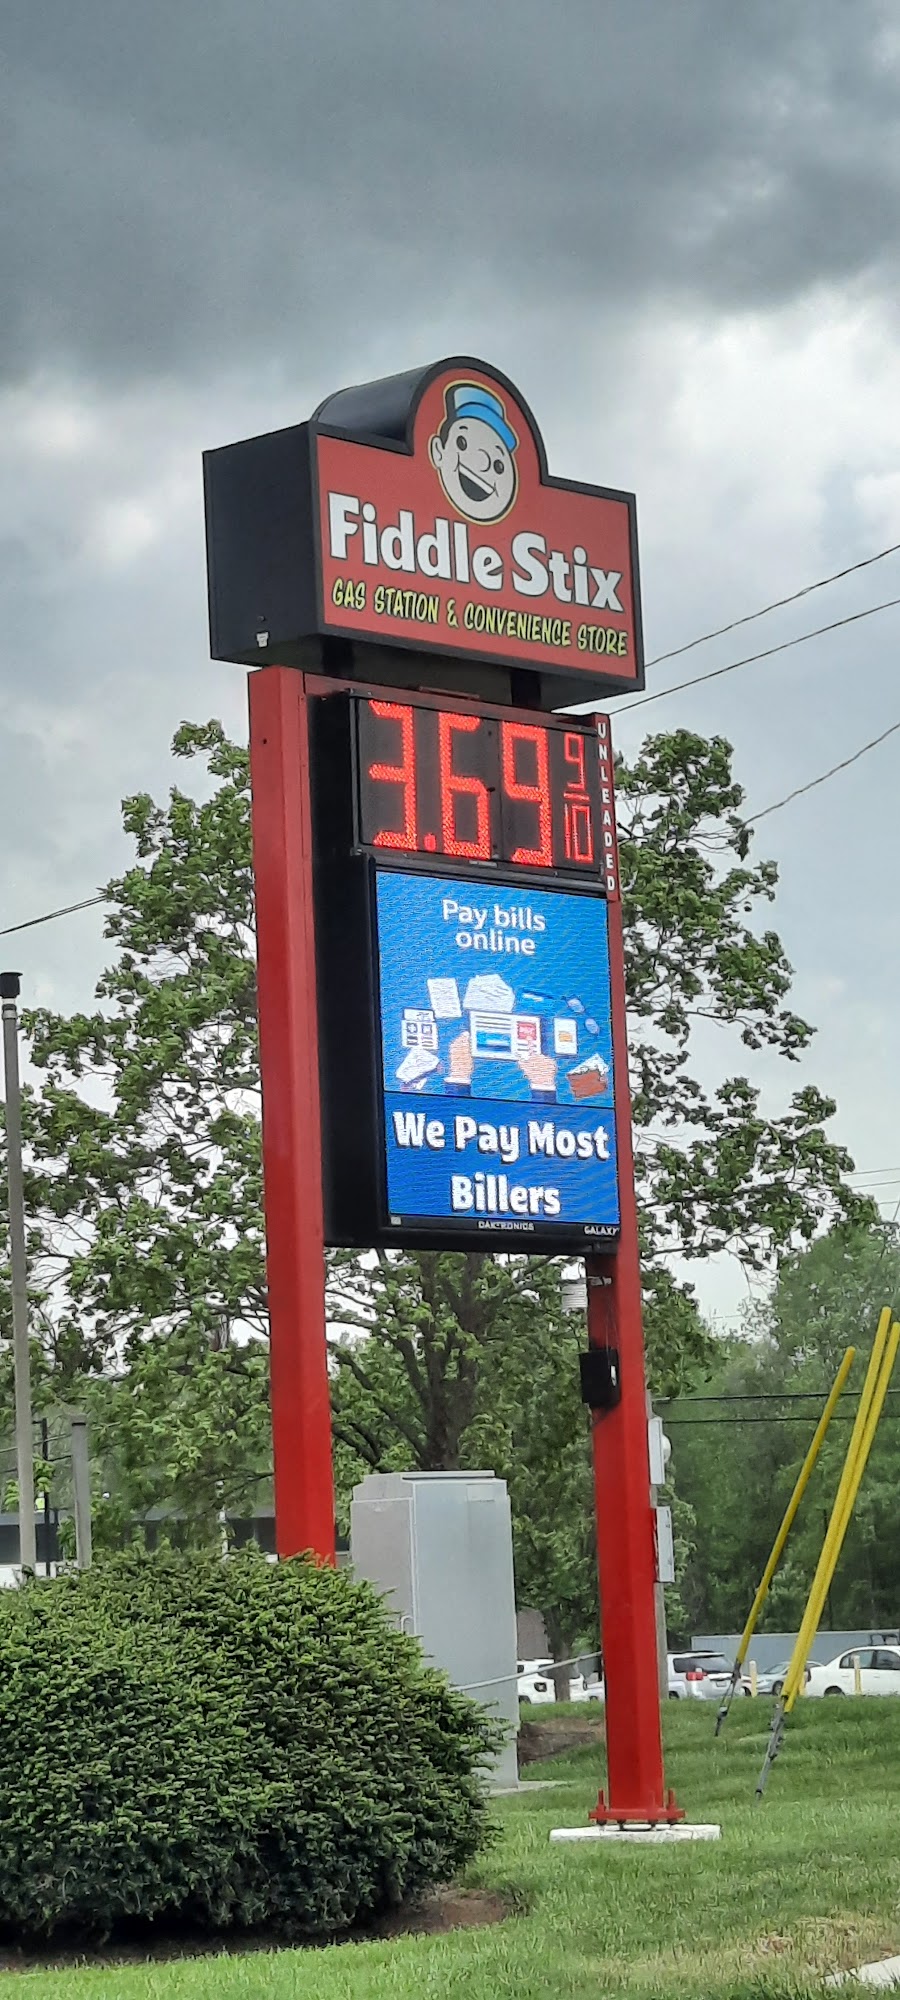 Fiddle Stix
GAS STATION & CONVENIENCE STORE
3.69 9/10
UNLEADED
Pay bills
online
We Pay Most
Billers
DAKTRONICS
GALAXY